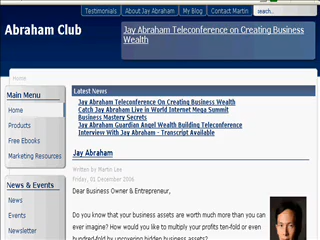 Testimonials | About Jay Abraham | My Blog | Contact Martin search...
Abraham Club
Jay Abraham Teleconference on Creating Business
Wealth
Home
Main Menu
Home
Products
Free Ebooks
Marketing Resources
News & Events
News
Events
Newsletter
Latest News
Jay Abraham Teleconference On Creating Business Wealth
Catch Jay Abraham Live in World Internet Mega Summit
Business Mastery Secrets
Jay Abraham Guardian Angel Wealth Building Teleconference
Interview With Jay Abraham - Transcript Available
Jay Abraham
Written by Martin Lee
Friday, 01 December 2006
Dear Business Owner & Entrepreneur,
Do you know that your business assets are worth much more than you can
ever imagine? How would you like to multiply your profits ten-fold or even
hundred-fold by uncovering hidden business assets?